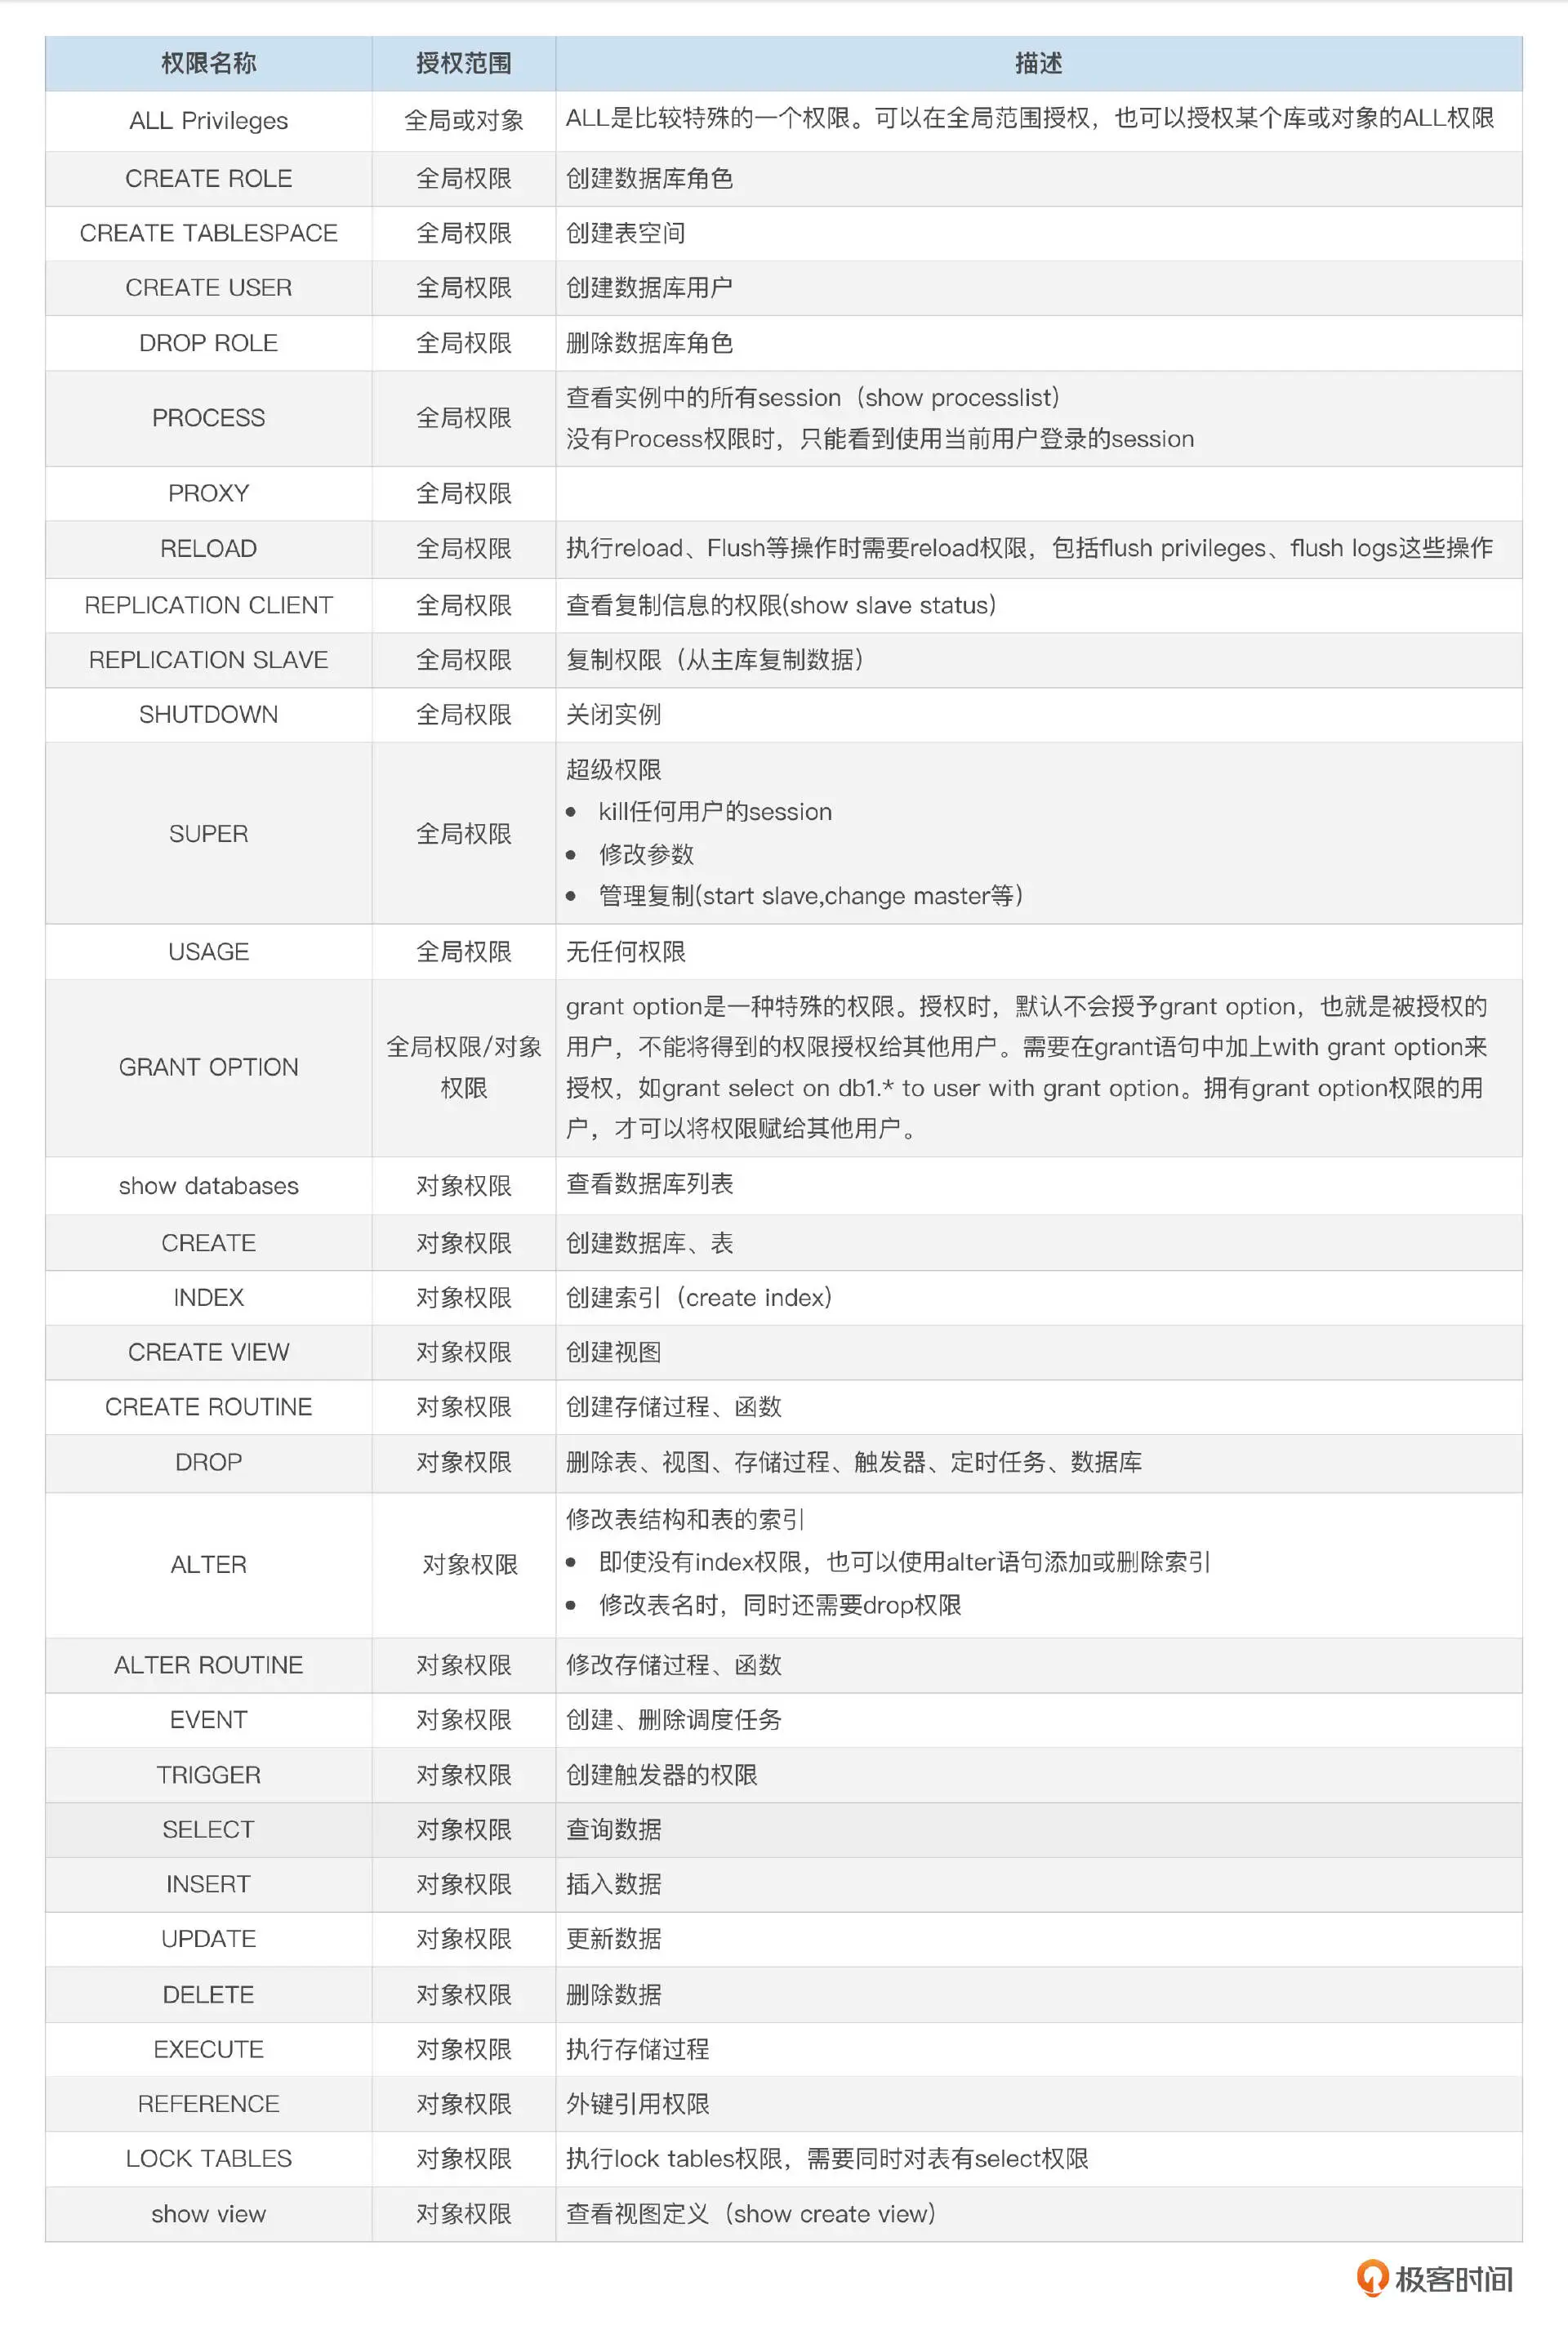 权限名称 授权范围 描述
ALL Privileges 全局或对象 ALL是比较特殊的一个权限。可以在全局范围授权，也可以授权某个库或对象的ALL权限
CREATE ROLE 全局权限 创建数据库角色
CREATE TABLESPACE 全局权限 创建表空间
CREATE USER 全局权限 创建数据库用户
DROP ROLE 全局权限 删除数据库角色
PROCESS 全局权限 查看实例中的所有session（show processlist）
没有Process权限时，只能看到使用当前用户登录的session
PROXY 全局权限
RELOAD 全局权限 执行reload、Flush等操作时需要reload权限，包括flush privileges、flush logs这些操作
REPLICATION CLIENT 全局权限 查看复制信息的权限(show slave status)
REPLICATION SLAVE 全局权限 复制权限（从主库复制数据）
SHUTDOWN 全局权限 关闭实例
SUPER 全局权限 超级权限
• kill任何用户的session
• 修改参数
• 管理复制(start slave,change master等)
USAGE 全局权限 无任何权限
GRANT OPTION 全局权限/对象
权限 grant option是一种特殊的权限。授权时，默认不会授予grant option，也就是被授权的
用户，不能将得到的权限授权给其他用户。需要在grant语句中加上with grant option来
授权，如grant select on db1.* to user with grant option。拥有grant option权限的用
户，才可以将权限赋给其他用户。
show databases 对象权限 查看数据库列表
CREATE 对象权限 创建数据库、表
INDEX 对象权限 创建索引（create index）
CREATE VIEW 对象权限 创建视图
CREATE ROUTINE 对象权限 创建存储过程、函数
DROP 对象权限 删除表、视图、存储过程、触发器、定时任务、数据库
ALTER 对象权限 修改表结构和表的索引
• 即使没有index权限，也可以使用alter语句添加或删除索引
• 修改表名时，同时还需要drop权限
ALTER ROUTINE 对象权限 修改存储过程、函数
EVENT 对象权限 创建、删除调度任务
TRIGGER 对象权限 创建触发器的权限
SELECT 对象权限 查询数据
INSERT 对象权限 插入数据
UPDATE 对象权限 更新数据
DELETE 对象权限 删除数据
EXECUTE 对象权限 执行存储过程
REFERENCE 对象权限 外键引用权限
LOCK TABLES 对象权限 执行lock tables权限，需要同时对表有select权限
show view 对象权限 查看视图定义（show create view）
极客时间